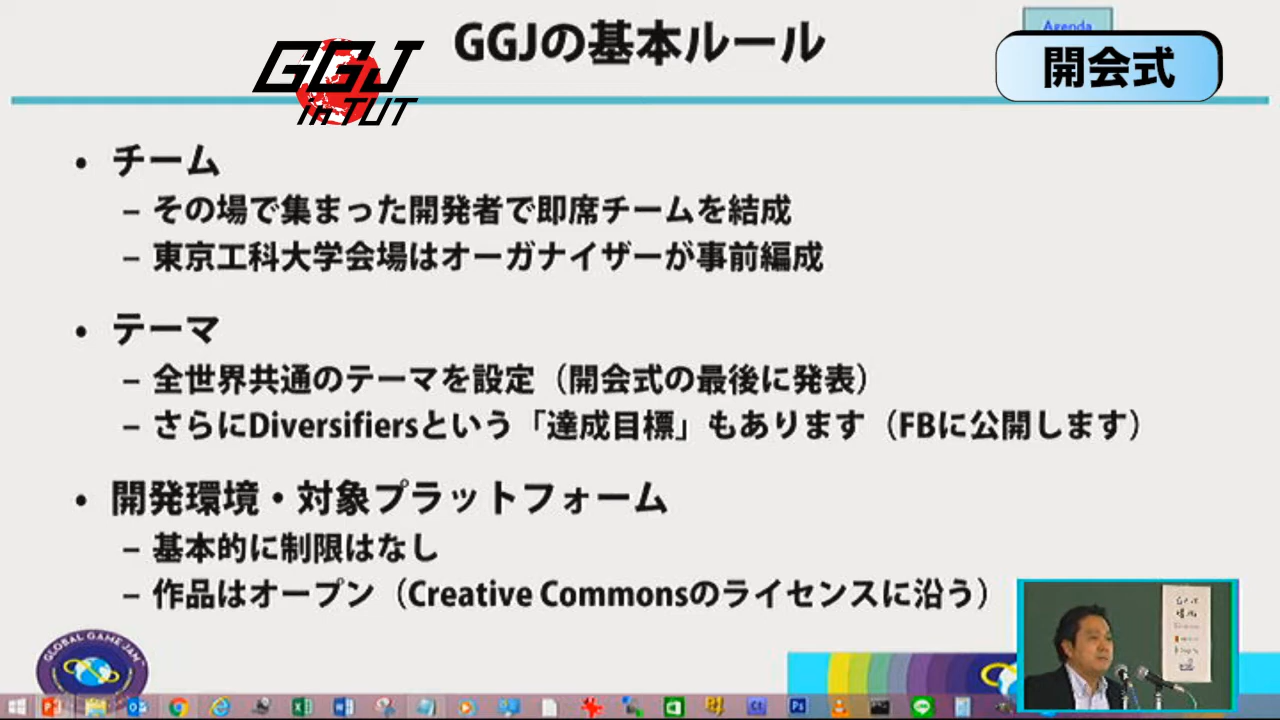 GGJの基本ルール
Agenda
開会式
GGJ
in TUT
• チーム
– その場で集まった開発者で即席チームを結成
– 東京工科大学会場はオーガナイザーが事前編成
• テーマ
– 全世界共通のテーマを設定（開会式の最後に発表）
– さらにDiversifiersという「達成目標」もあります（FBに公開します）
• 開発環境・対象プラットフォーム
– 基本的に制限はなし
– 作品はオープン（Creative Commonsのライセンスに沿う）
GLOBAL GAME JAM